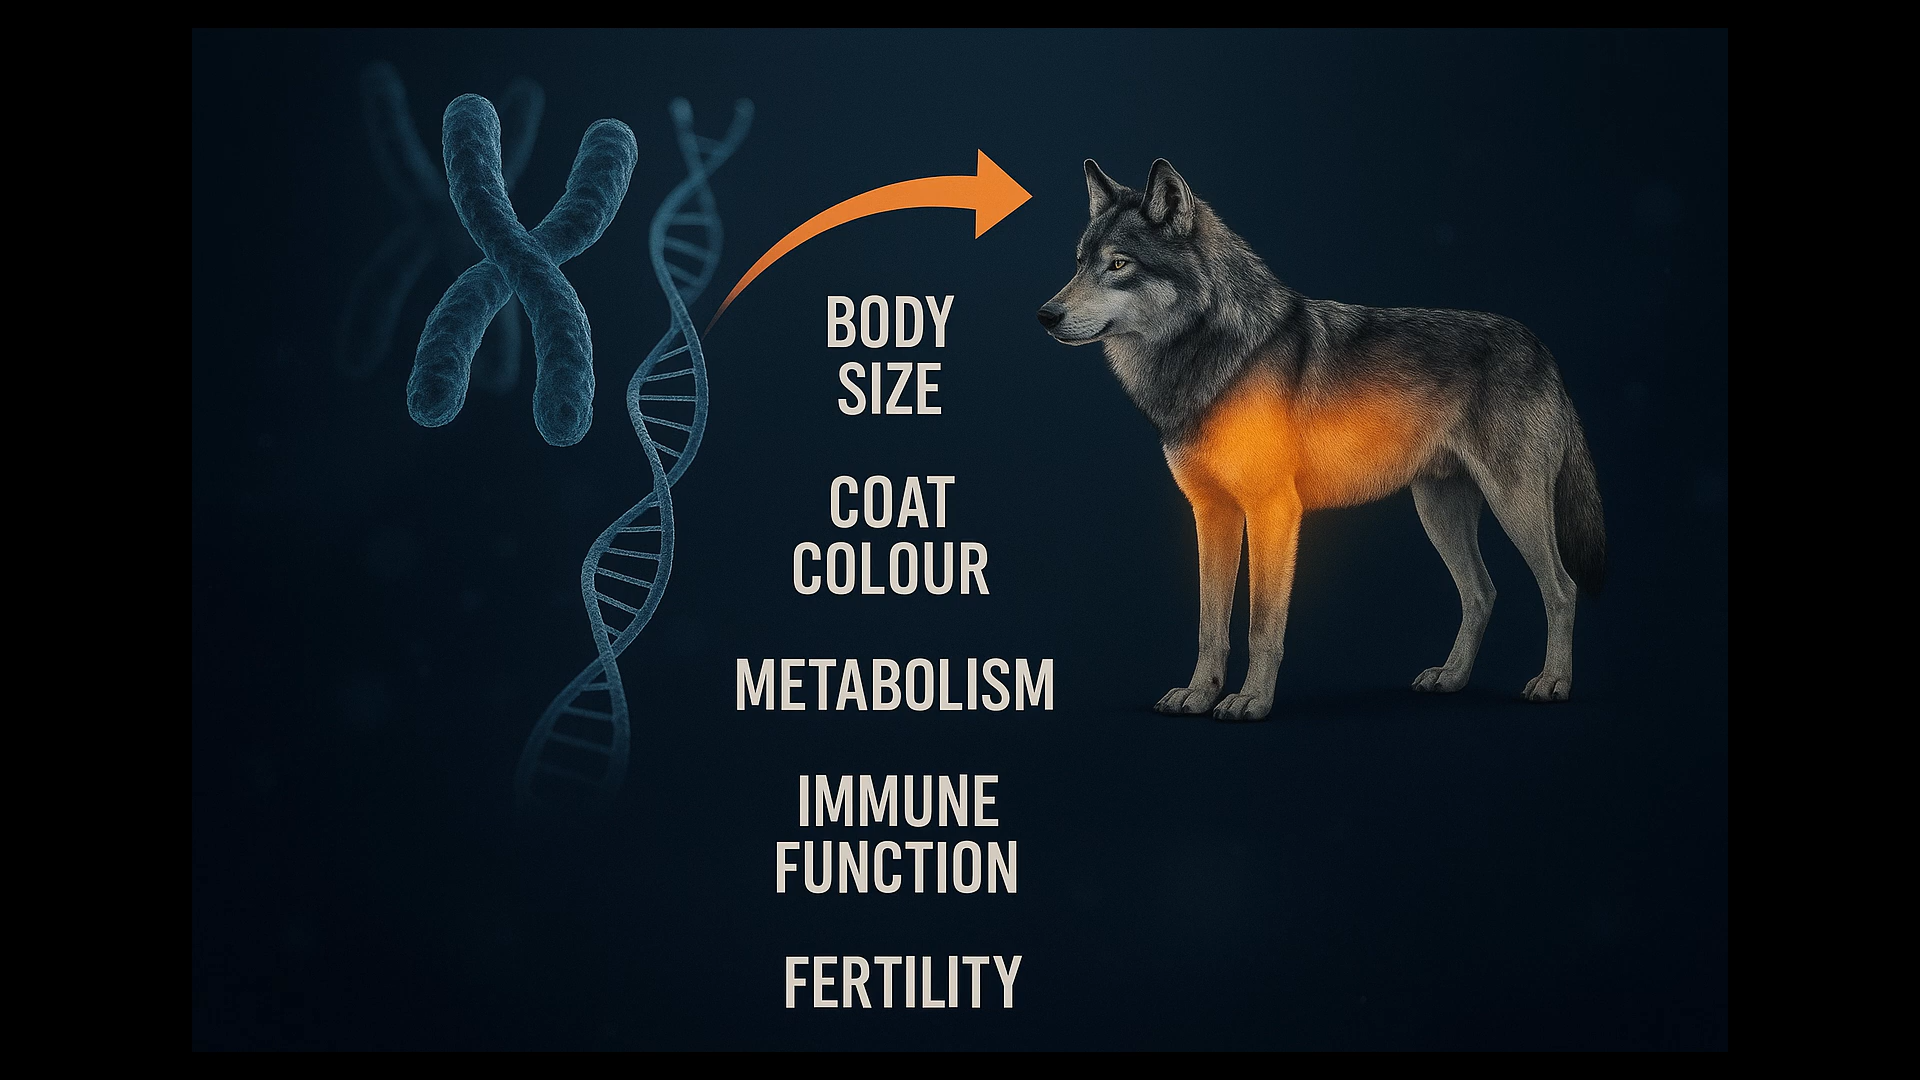 BODY
SIZE
COAT
COLOUR
METABOLISM
IMMUNE
FUNCTION
FERTILITY